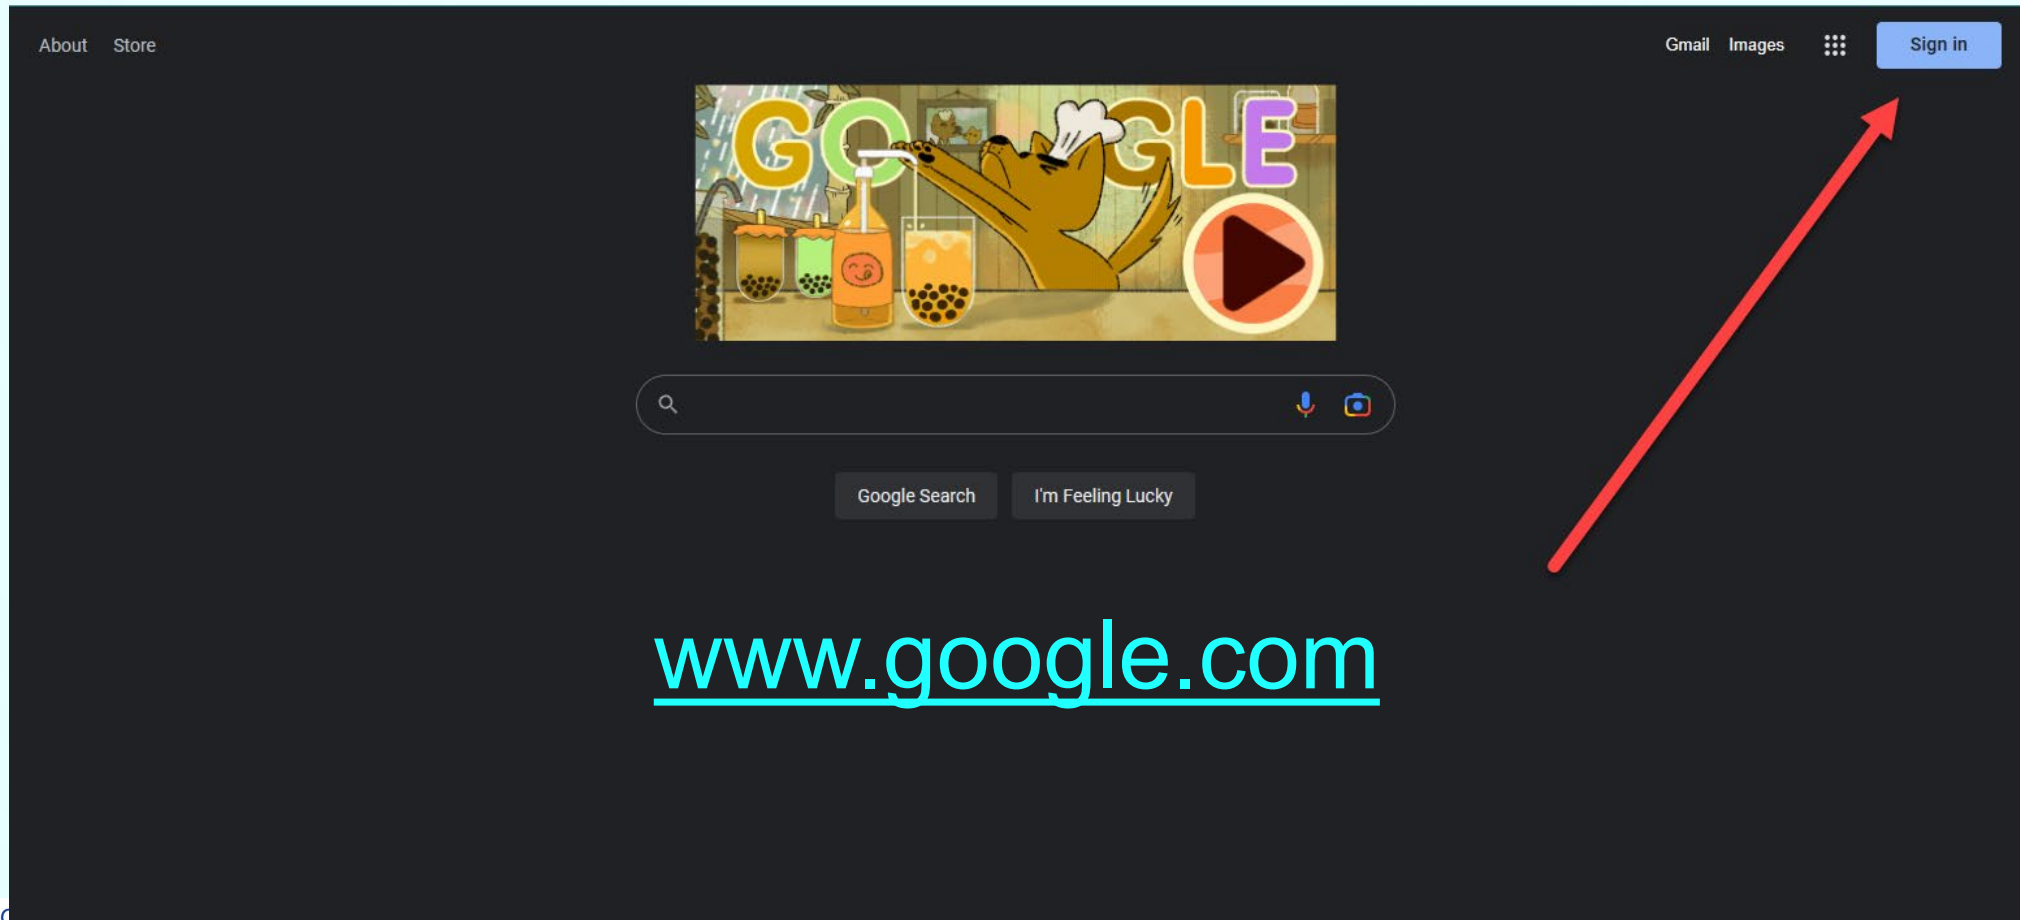 About Store
Gmail Images Sign in
GOOGLE
Google Search I'm Feeling Lucky
www.google.com